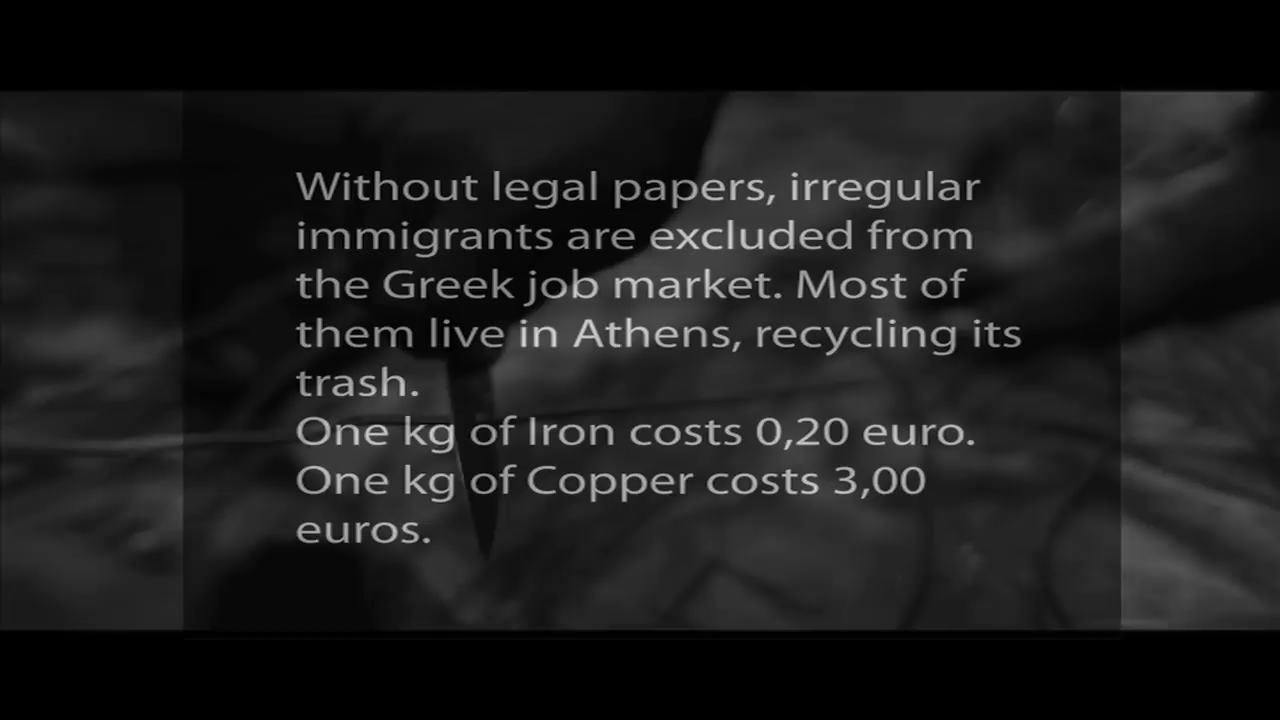 Without legal papers, irregular
immigrants are excluded from
the Greek job market. Most of
them live in Athens, recycling its
trash.
One kg of Iron costs 0,20 euro.
One kg of Copper costs 3,00
euros.